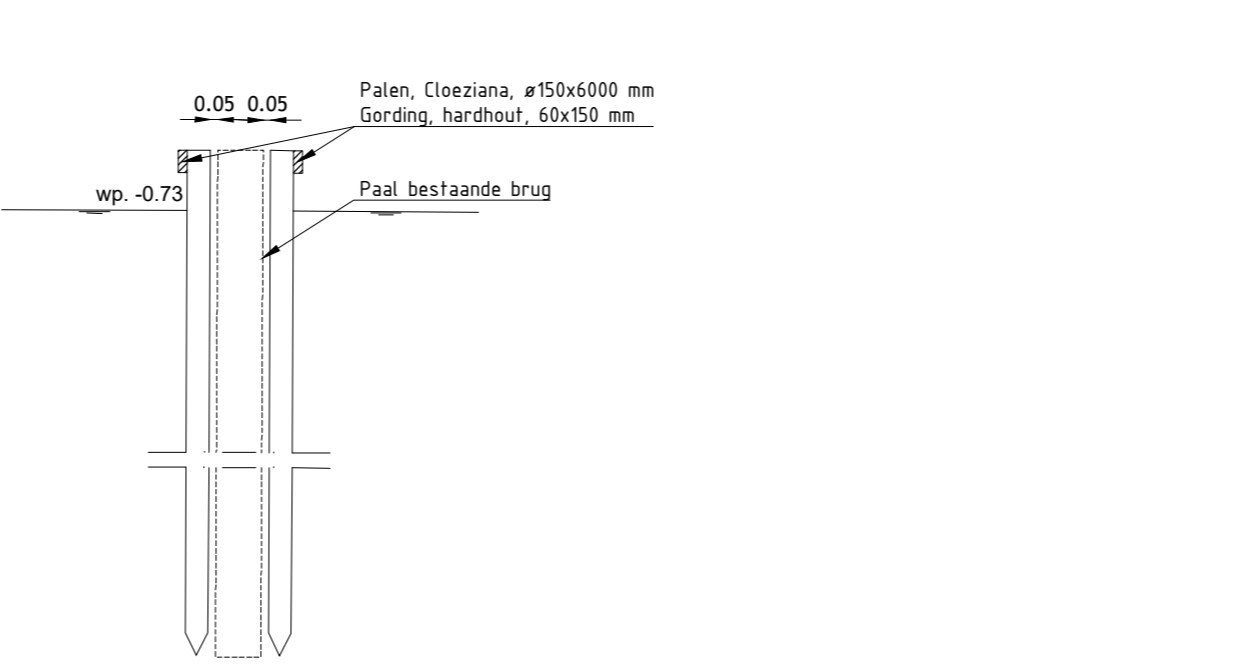 Palen, Cloeziana, ø150x6000 mm
0.05 0.05
Gording, hardhout, 60x150 mm
wp. -0.73
Paal bestaande brug